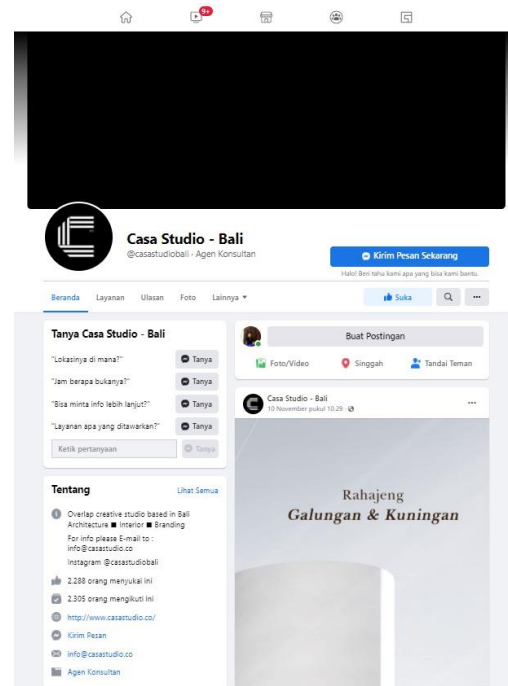 9+
Casa Studio - Bali
@casastudiobali · Agen Konsultan
Kirim Pesan Sekarang
Halo! Beri tahu kami apa yang bisa kami bantu.
Beranda Layanan Ulasan Foto Lainnya
Suka
Tanya Casa Studio - Bali
"Lokasinya di mana?" Tanya
"Jam berapa bukanya?" Tanya
"Bisa minta info lebih lanjut?" Tanya
"Layanan apa yang ditawarkan?" Tanya
Ketik pertanyaan Tanya
Tentang Lihat Semua
Overlap creative studio based in Bali
Architecture ■ Interior ■ Branding
For info please E-mail to :
info@casastudio.co
Instagram @casastudiobali
2.288 orang menyukai ini
2.305 orang mengikuti ini
http://www.casastudio.co/
Kirim Pesan
info@casastudio.co
Agen Konsultan
Buat Postingan
Foto/Video Singgah Tandai Teman
Casa Studio - Bali
10 November pukul 10.29 ·
Rahajeng
Galungan & Kuningan